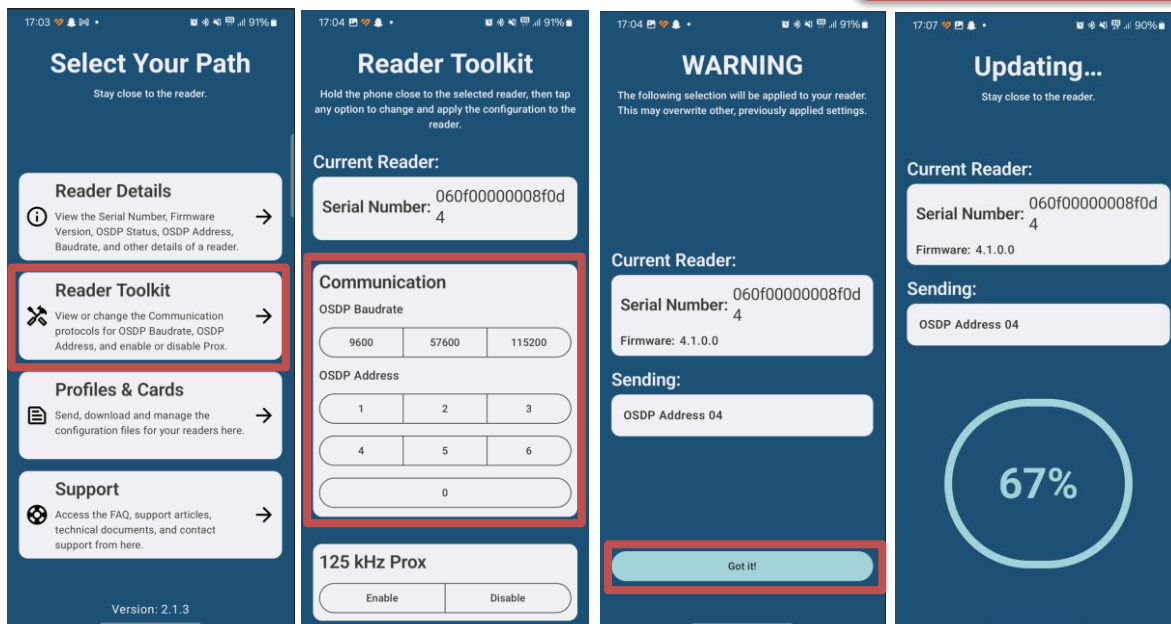 17:03
91%
Select Your Path
Stay close to the reader.
Reader Details
View the Serial Number, Firmware
Version, OSDP Status, OSDP Address,
Baudrate, and other details of a reader.
Reader Toolkit
View or change the Communication
protocols for OSDP Baudrate, OSDP
Address, and enable or disable Prox.
Profiles & Cards
Send, download and manage the
configuration files for your readers here.
Support
Access the FAQ, support articles,
technical documents, and contact
support from here.
Version: 2.1.3
17:04
91%
Reader Toolkit
Hold the phone close to the selected reader, then tap
any option to change and apply the configuration to the
reader.
Current Reader:
Serial Number: 060f00000008f0d
4
Communication
OSDP Baudrate
9600 57600 115200
OSDP Address
1 2 3
4 5 6
0
125 kHz Prox
Enable Disable
17:04
91%
WARNING
The following selection will be applied to your reader.
This may overwrite other, previously applied settings.
Current Reader:
Serial Number: 060f00000008f0d
4
Firmware: 4.1.0.0
Sending:
OSDP Address 04
Got it!
17:07
90%
Updating...
Stay close to the reader.
Current Reader:
Serial Number: 060f00000008f0d
4
Firmware: 4.1.0.0
Sending:
OSDP Address 04
67%